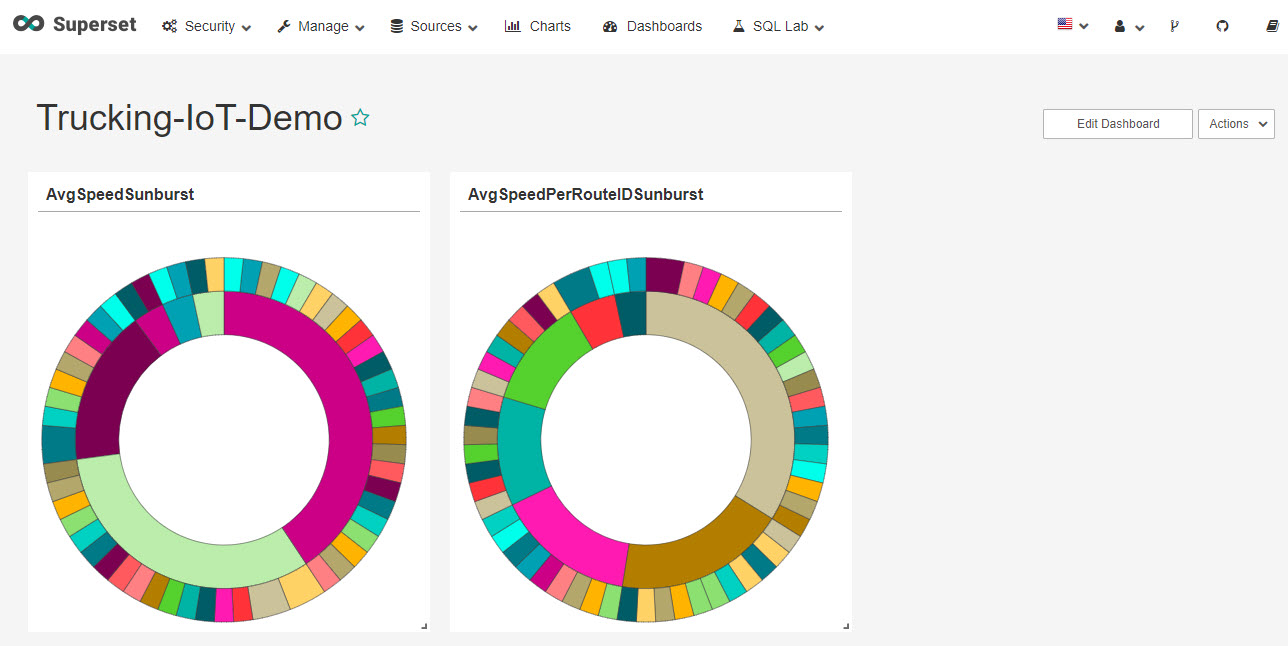 Superset Security Manage Sources Charts Dashboards SQL Lab
Trucking-IoT-Demo
Edit Dashboard Actions
AvgSpeedSunburst
AvgSpeedPerRouteIDSunburst